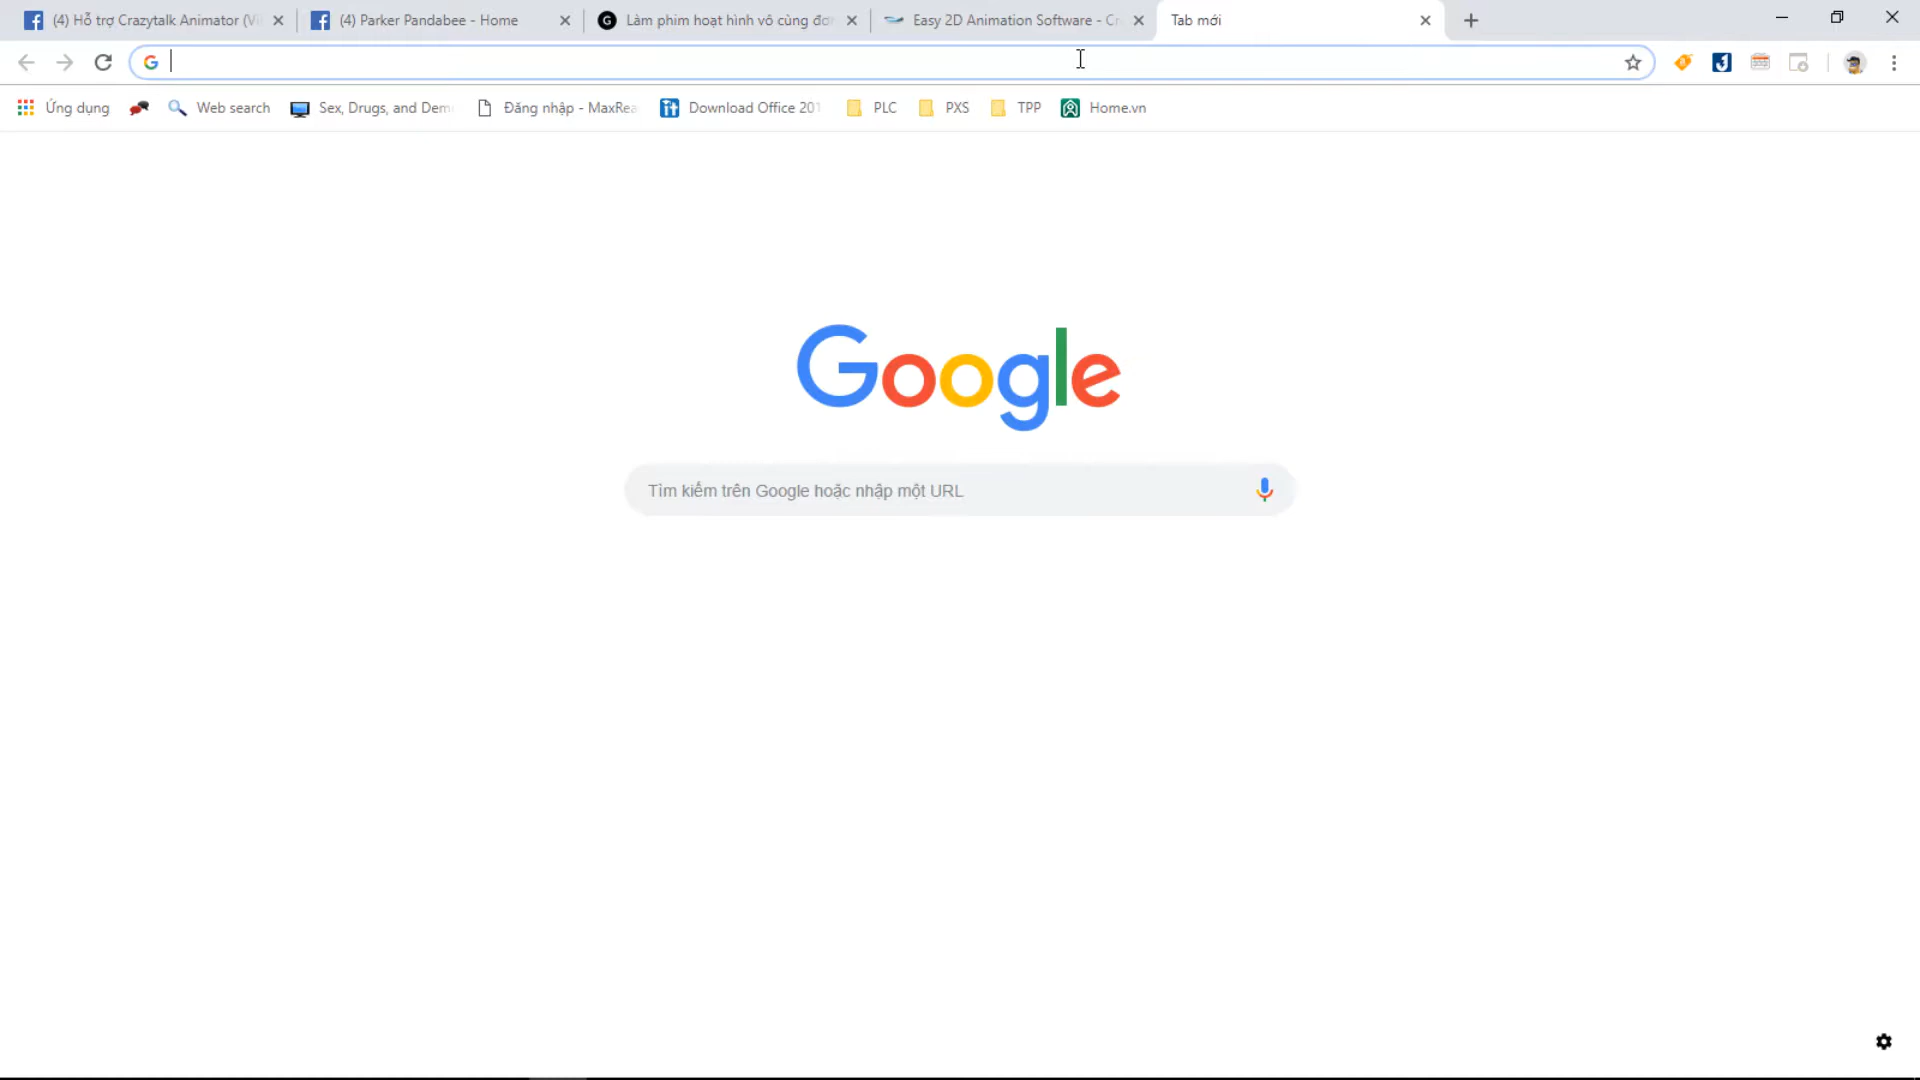 (4) Hỗ trợ Crazytalk Animator (Vi
(4) Parker Pandabee - Home
Làm phim hoạt hình vô cùng đơ
Easy 2D Animation Software - Cr
Tab mới
Ứng dụng
Web search
Sex, Drugs, and Dem
Đăng nhập - MaxRea
Download Office 201
PLC
PXS
TPP
Home.vn
Google
Tìm kiếm trên Google hoặc nhập một URL